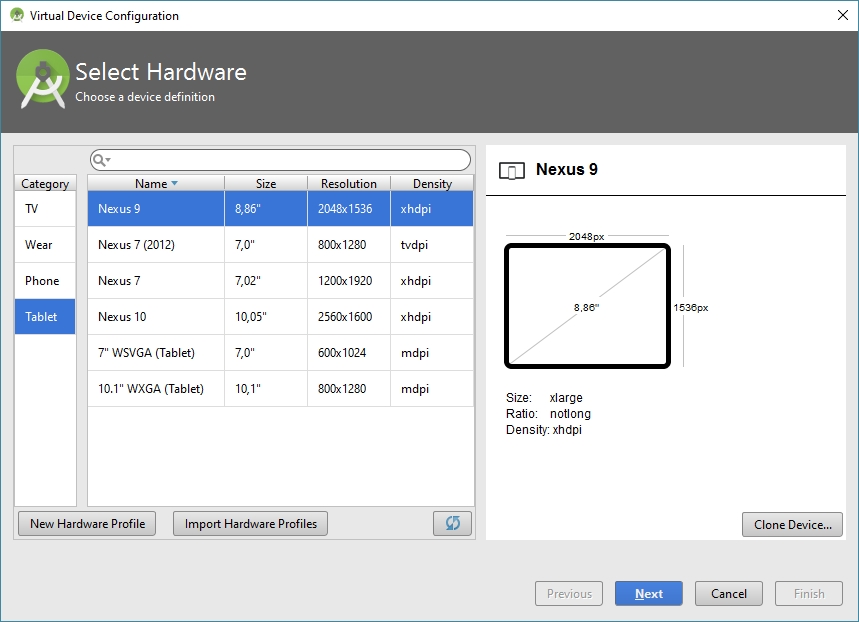 Virtual Device Configuration
Select Hardware
Choose a device definition
Category
TV
Wear
Phone
Tablet
Name Size Resolution Density
Nexus 9 8,86" 2048x1536 xhdpi
Nexus 7 (2012) 7,0" 800x1280 tvdpi
Nexus 7 7,02" 1200x1920 xhdpi
Nexus 10 10,05" 2560x1600 xhdpi
7" WSVGA (Tablet) 7,0" 600x1024 mdpi
10.1" WXGA (Tablet) 10,1" 800x1280 mdpi
New Hardware Profile Import Hardware Profiles
Nexus 9
2048px
8,86" 1536px
Size: xlarge
Ratio: notlong
Density: xhdpi
Clone Device...
Previous Next Cancel Finish